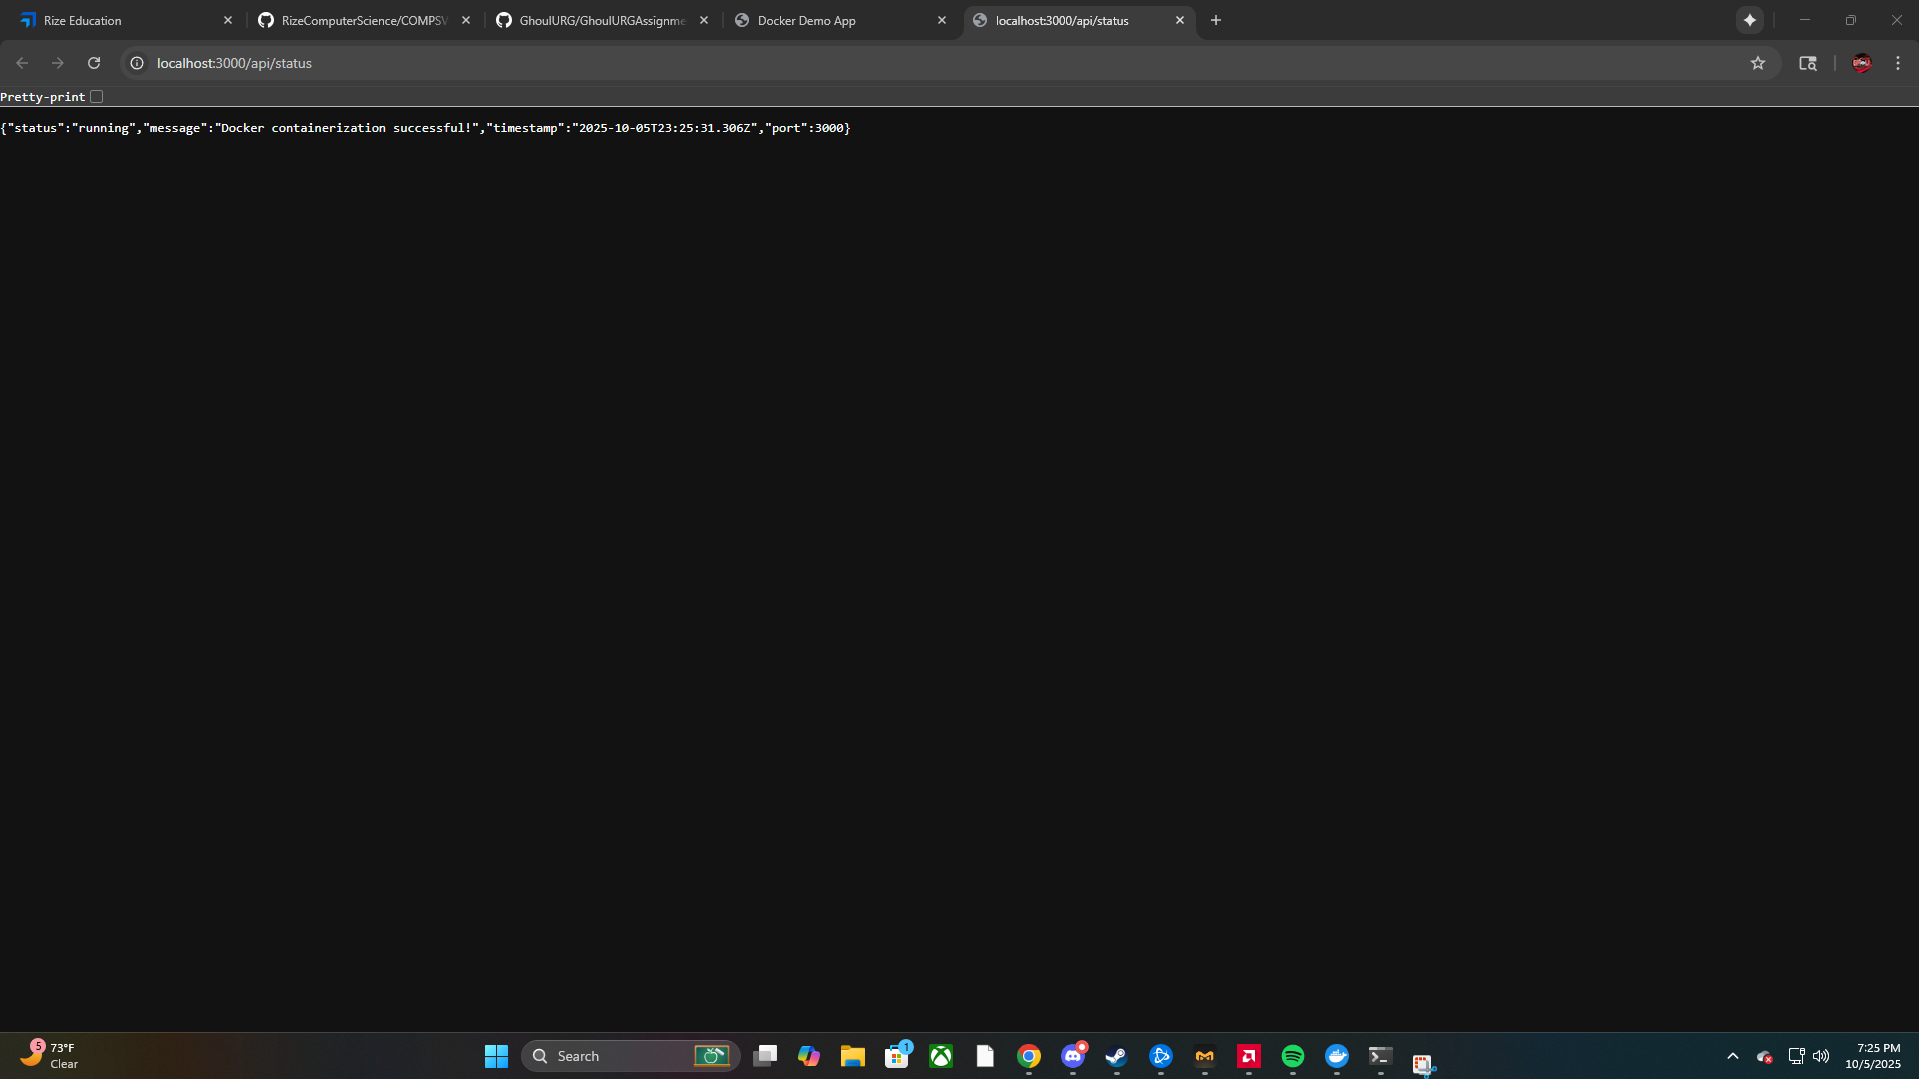 Rize Education
RizeComputerScience/COMPSV
GhoulURG/GhoulURGAssignme
Docker Demo App
localhost:3000/api/status
localhost:3000/api/status
Pretty-print
{"status":"running","message":"Docker containerization successful!","timestamp":"2025-10-05T23:25:31.306Z","port":3000}
5
73°F
Clear
Search
1
7:25 PM
10/5/2025